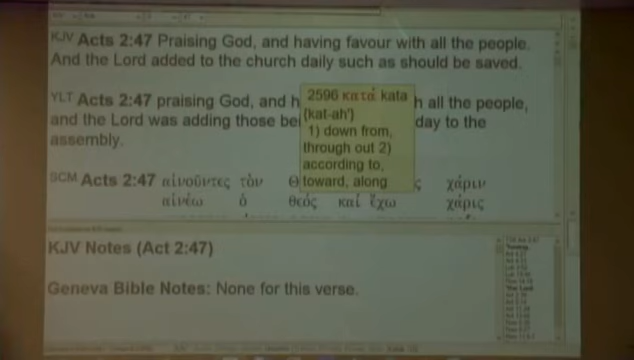 KJV Acts 2:47 Praising God, and having favour with all the people.
And the Lord added to the church daily such as should be saved.
YLT Acts 2:47 praising God, and h h all the people,
and the Lord was adding those be day to the
assembly.
2596 κατά kata
(kat-ah')
1) down from,
through out 2)
according to,
toward, along
SCM Acts 2:47 αἰνοῦντες τὸν Θ ς χάριν
αἰνέω ὁ θεός καί ἔχω χάρις
KJV Notes (Act 2:47)
Geneva Bible Notes: None for this verse.